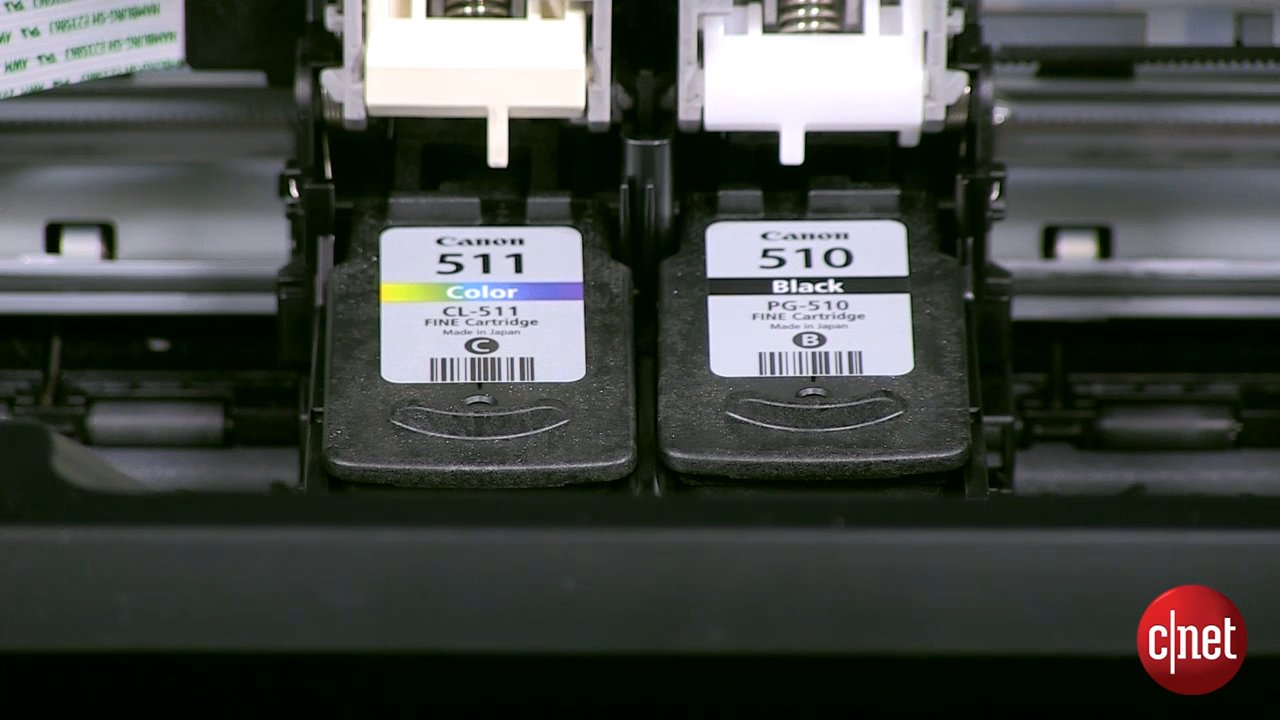 Canon
511
Color
CL-511
FINE Cartridge
Made in Japan
C
Canon
510
Black
PG-510
FINE Cartridge
Made in Japan
B
c|net